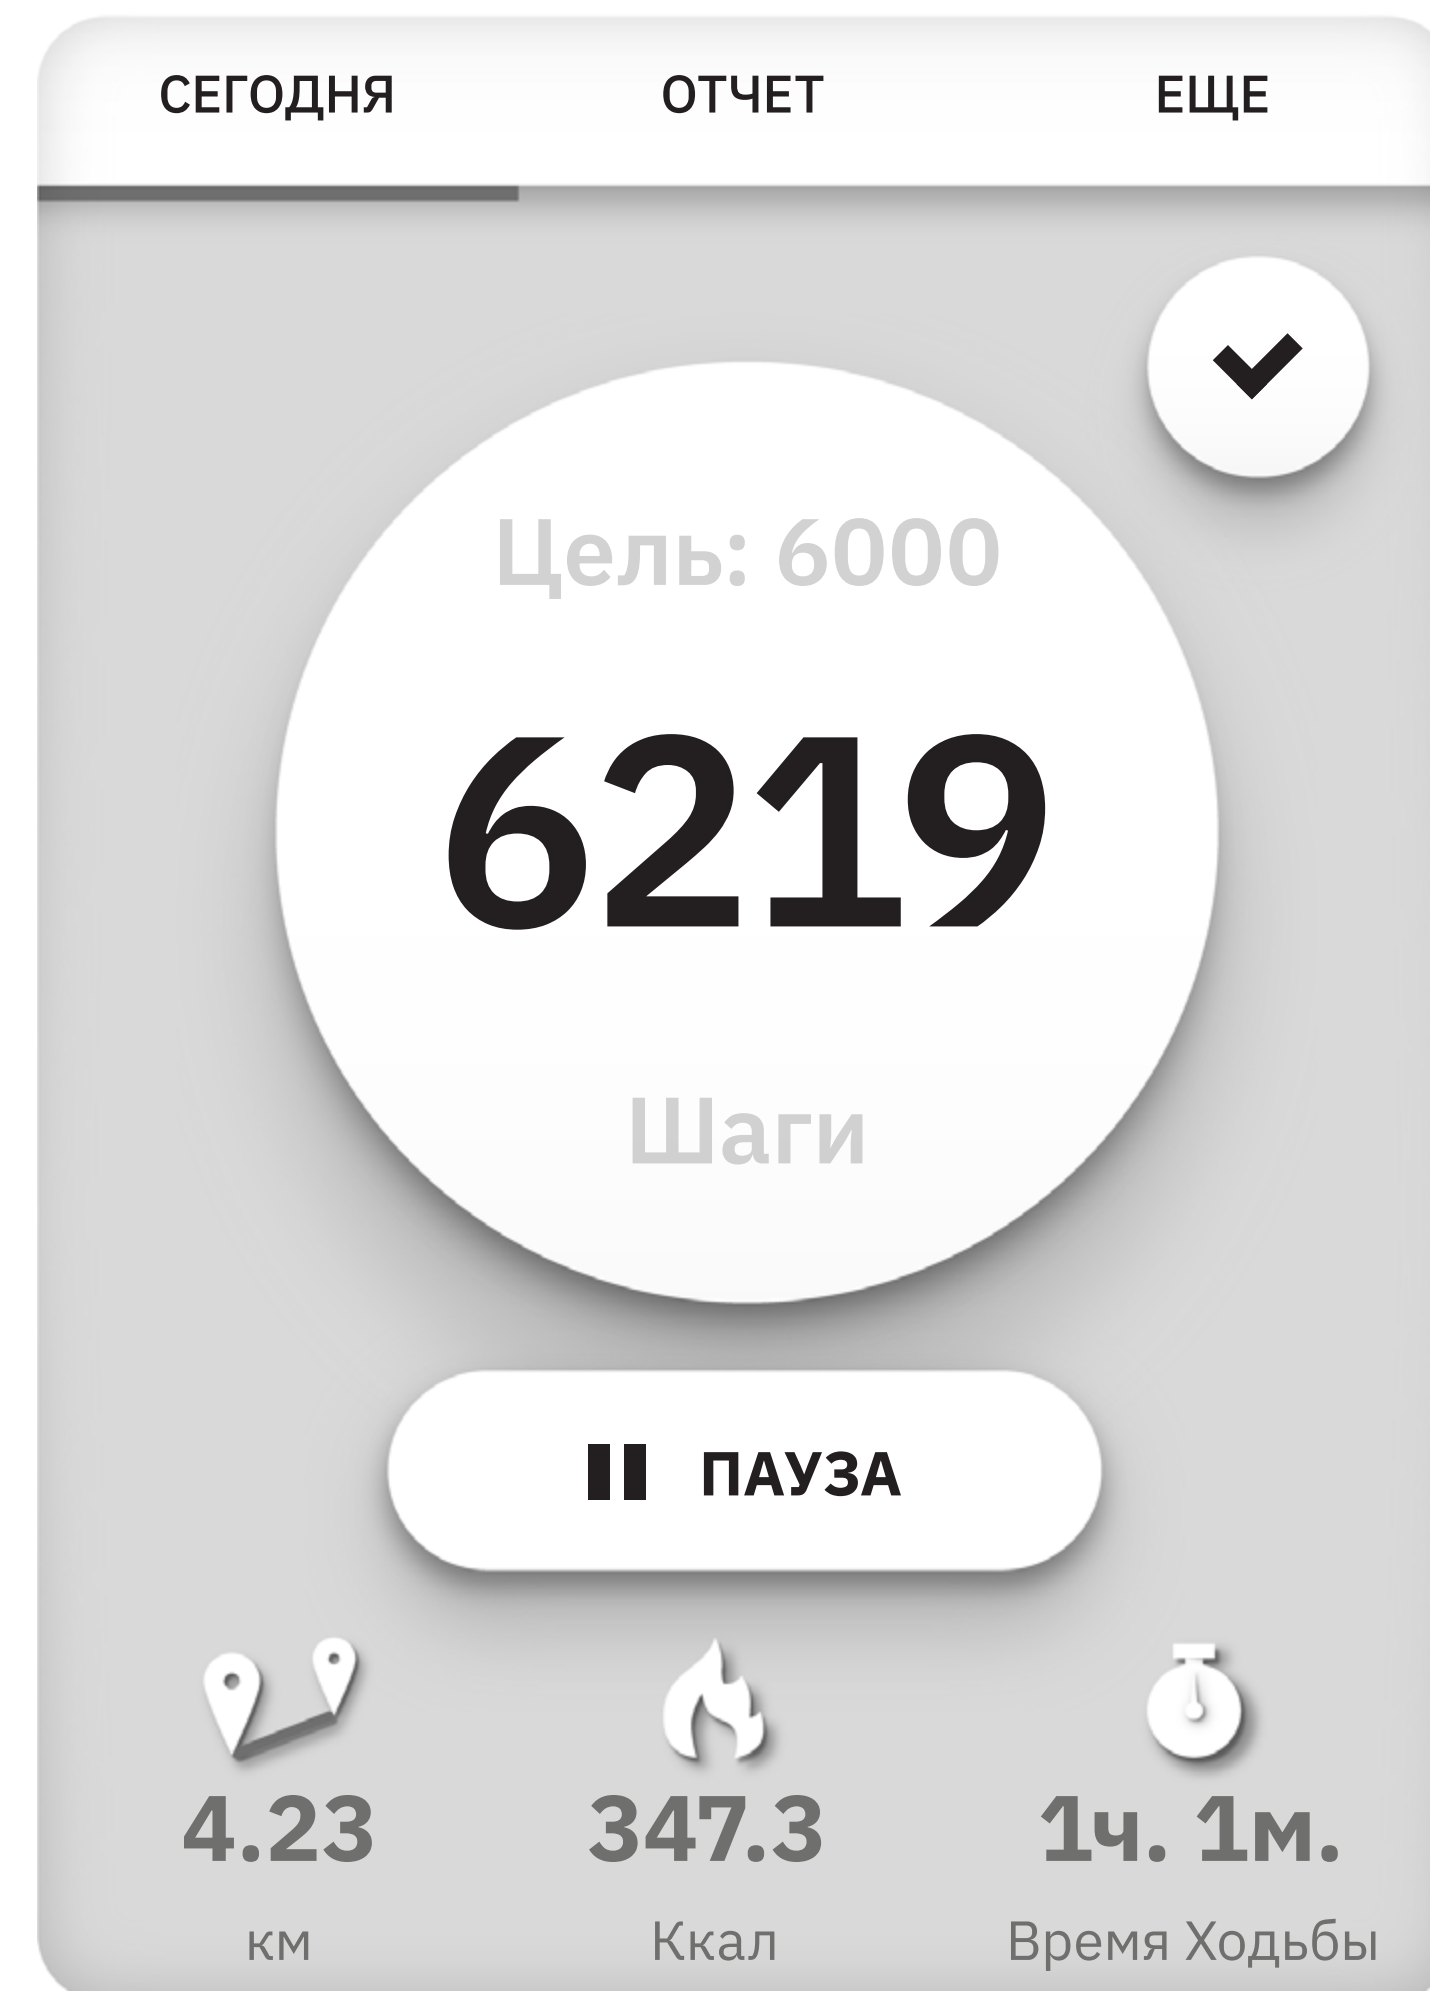 СЕГОДНЯ ОТЧЕТ ЕЩЕ
Цель: 6000
6219
Шаги
ПАУЗА
4.23 347.3 1ч. 1м.
км Ккал Время Ходьбы